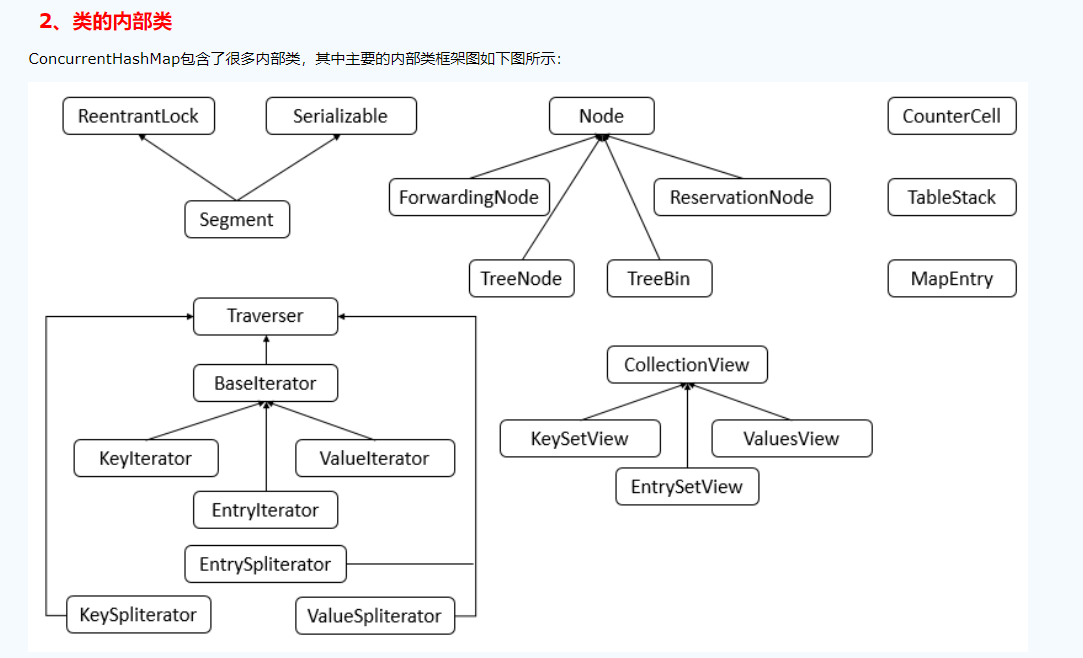 2、类的内部类
ConcurrentHashMap包含了很多内部类，其中主要的内部类框架图如下图所示：
ReentrantLock
Serializable
Node
CounterCell
ForwardingNode
ReservationNode
TableStack
Segment
TreeNode
TreeBin
MapEntry
Traverser
BaseIterator
CollectionView
KeyIterator
ValueIterator
KeySetView
ValuesView
EntryIterator
EntrySetView
EntrySpliterator
KeySpliterator
ValueSpliterator